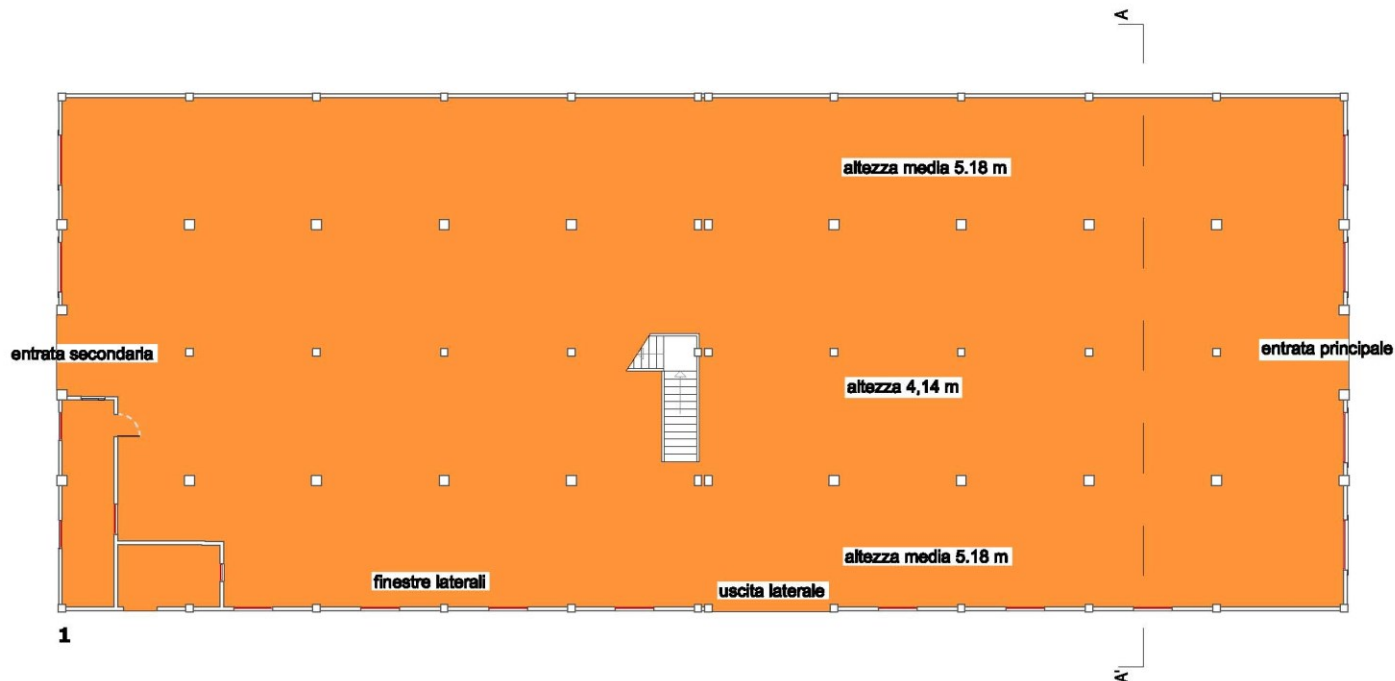 A
altezza media 5.18 m
entrata secondaria
entrata principale
altezza 4,14 m
altezza media 5.18 m
finestre laterali
uscita laterale
1
A'